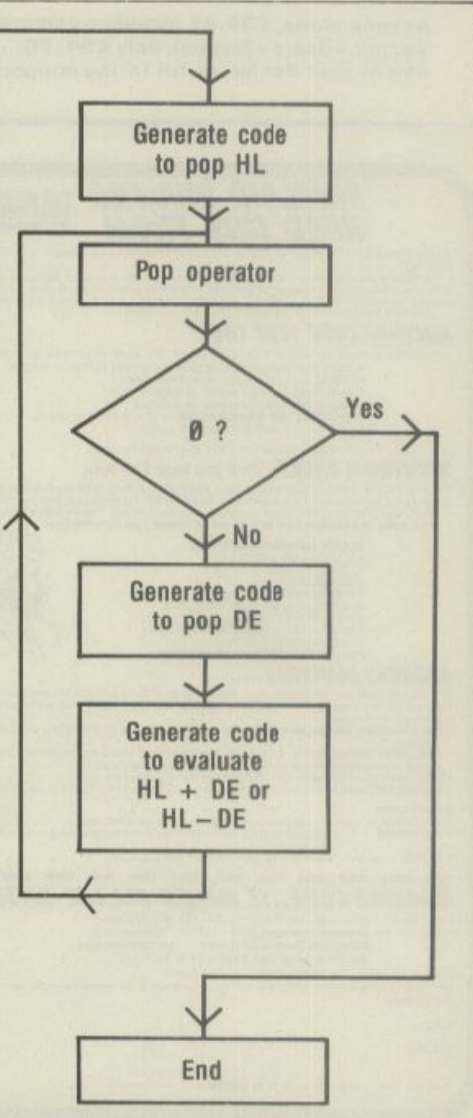 Generate code
to pop HL
Pop operator
Ø ?
Yes
No
Generate code
to pop DE
Generate code
to evaluate
HL + DE or
HL–DE
End